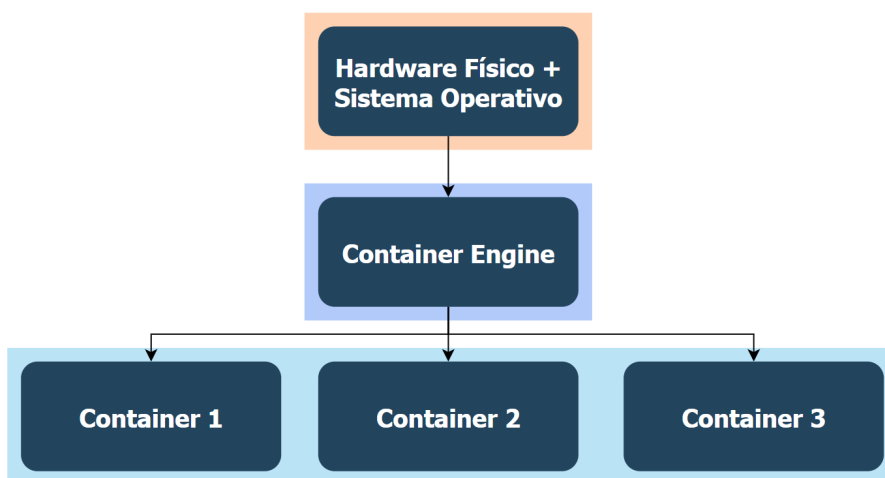 Hardware Físico +
Sistema Operativo
Container Engine
Container 1
Container 2
Container 3